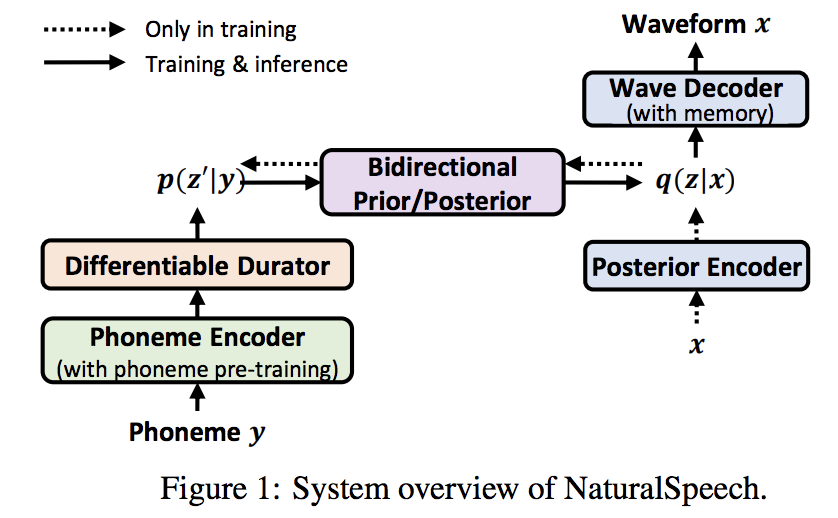 Only in training
Training & inference
Waveform x
Wave Decoder
(with memory)
p(z′|y)
Bidirectional
Prior/Posterior
q(z|x)
Differentiable Durator
Posterior Encoder
Phoneme Encoder
(with phoneme pre-training)
x
Phoneme y
Figure 1: System overview of NaturalSpeech.